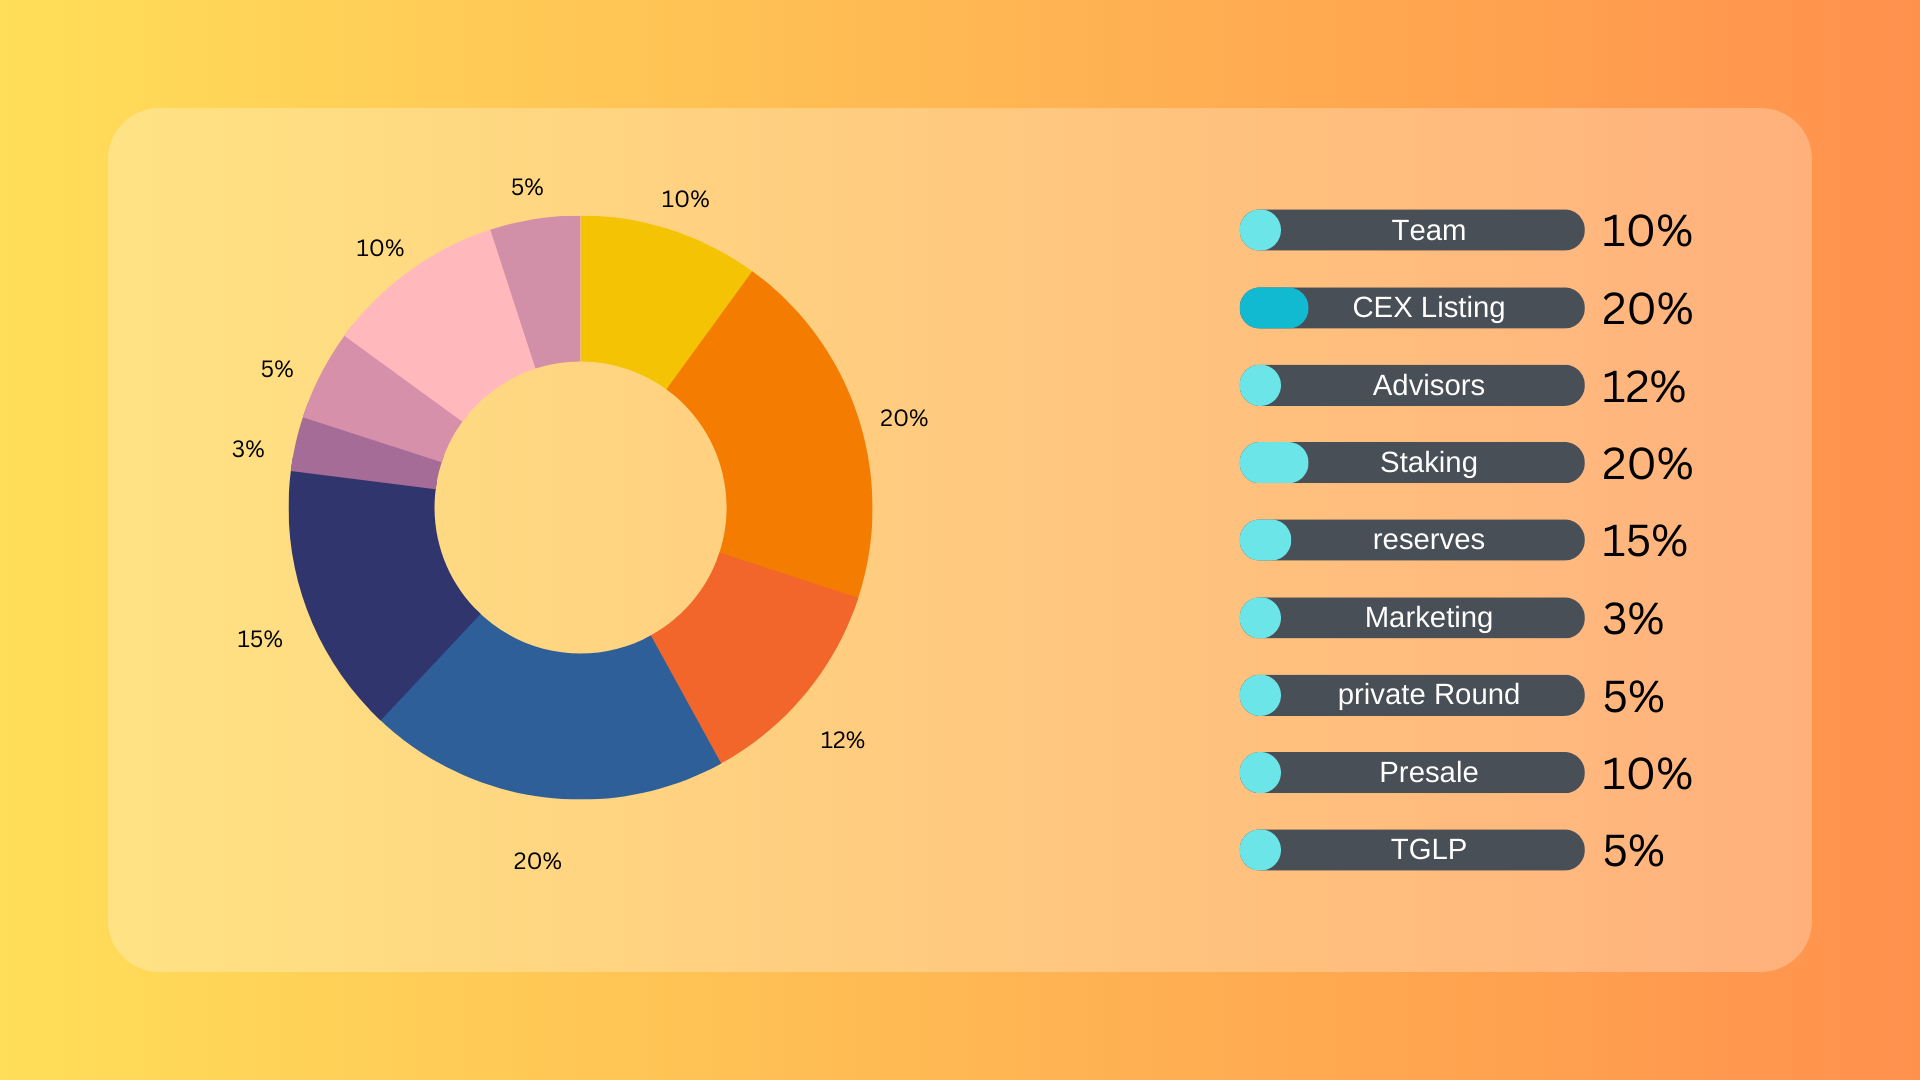 5%
10%
10%
5%
20%
3%
15%
12%
20%
Team 10%
CEX Listing 20%
Advisors 12%
Staking 20%
reserves 15%
Marketing 3%
private Round 5%
Presale 10%
TGLP 5%